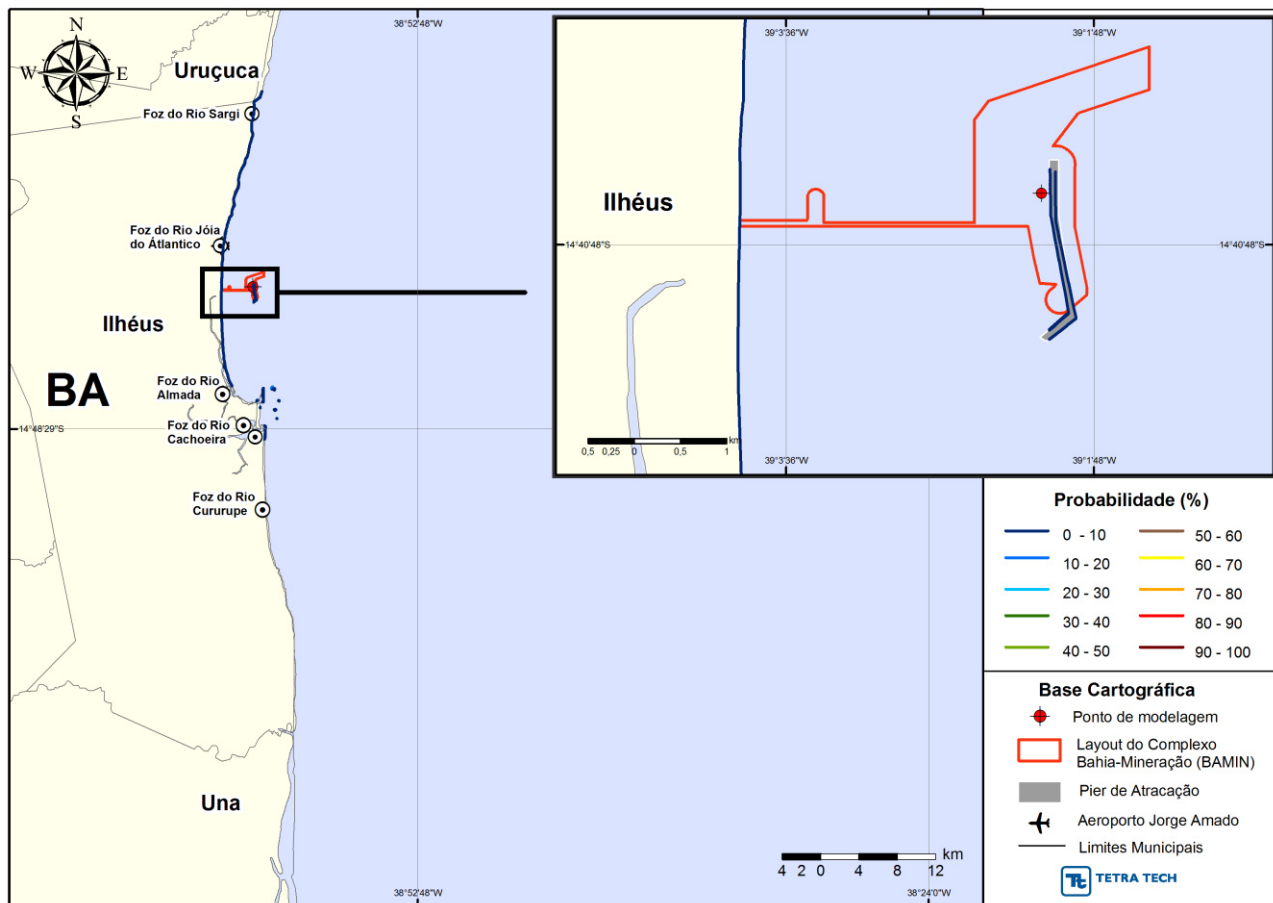 N
W
E
S
Uruçuca
Foz do Rio Sargi
Foz do Rio Jóia
do Átlantico
Ilhéus
BA
Foz do Rio
Almada
Foz do Rio
Cachoeira
Foz do Rio
Cururupe
Una
38°52'48"W
14°48'29"S
38°52'48"W
38°24'0"W
4 2 0 4 8 12 km
39°3'36"W
39°1'48"W
Ilhéus
14°40'48"S
14°40'48"S
0,5 0,25 0 0,5 1 km
39°3'36"W
39°1'48"W
Probabilidade (%)
0 - 10
10 - 20
20 - 30
30 - 40
40 - 50
50 - 60
60 - 70
70 - 80
80 - 90
90 - 100
Base Cartográfica
Ponto de modelagem
Layout do Complexo
Bahia-Mineração (BAMIN)
Pier de Atracação
Aeroporto Jorge Amado
Limites Municipais
Tt TETRA TECH